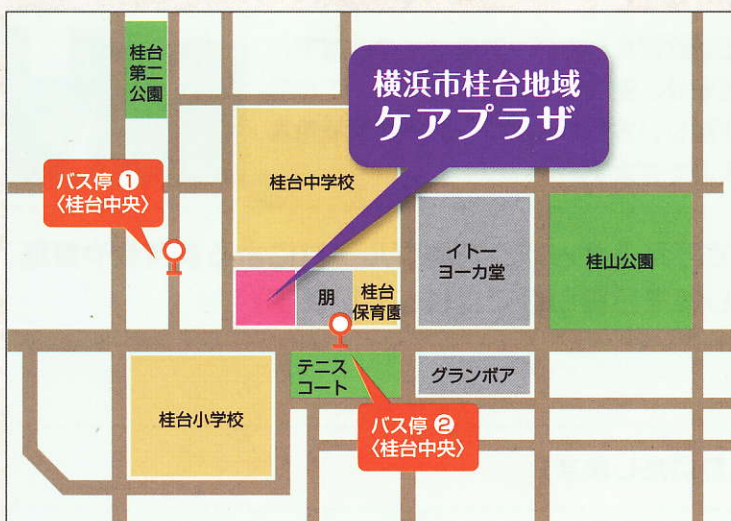 桂台
第二
公園
横浜市桂台地域
ケアプラザ
バス停 ❶
〈桂台中央〉
桂台中学校
イトー
ヨーカ堂
桂山公園
朋
桂台
保育園
テニス
コート
グランボア
桂台小学校
バス停 ❷
〈桂台中央〉